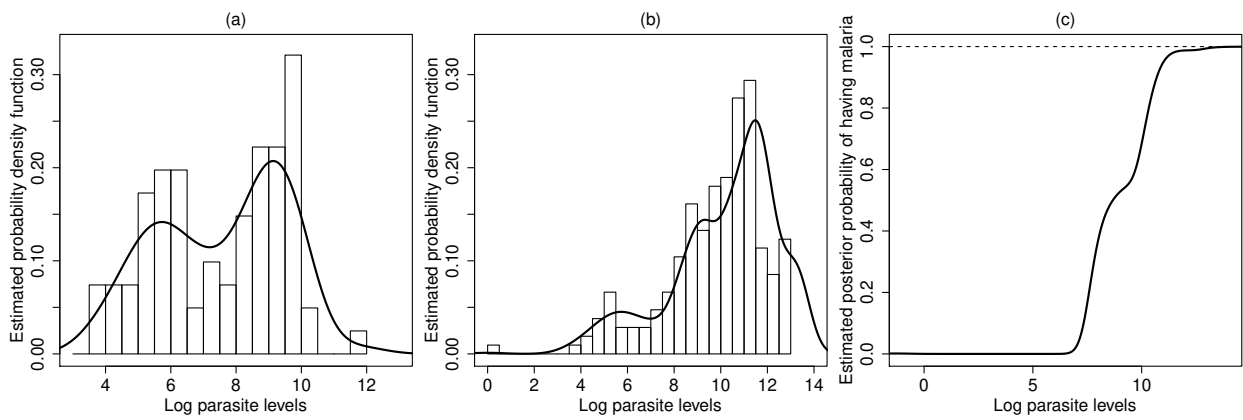 (a)
Estimated probability density function
0.00 0.10 0.20 0.30
4 6 8 10 12
Log parasite levels
(b)
Estimated probability density function
0.00 0.10 0.20 0.30
0 2 4 6 8 10 12 14
Log parasite levels
(c)
Estimated posterior probability of having malaria
0.0 0.2 0.4 0.6 0.8 1.0
0 5 10
Log parasite levels